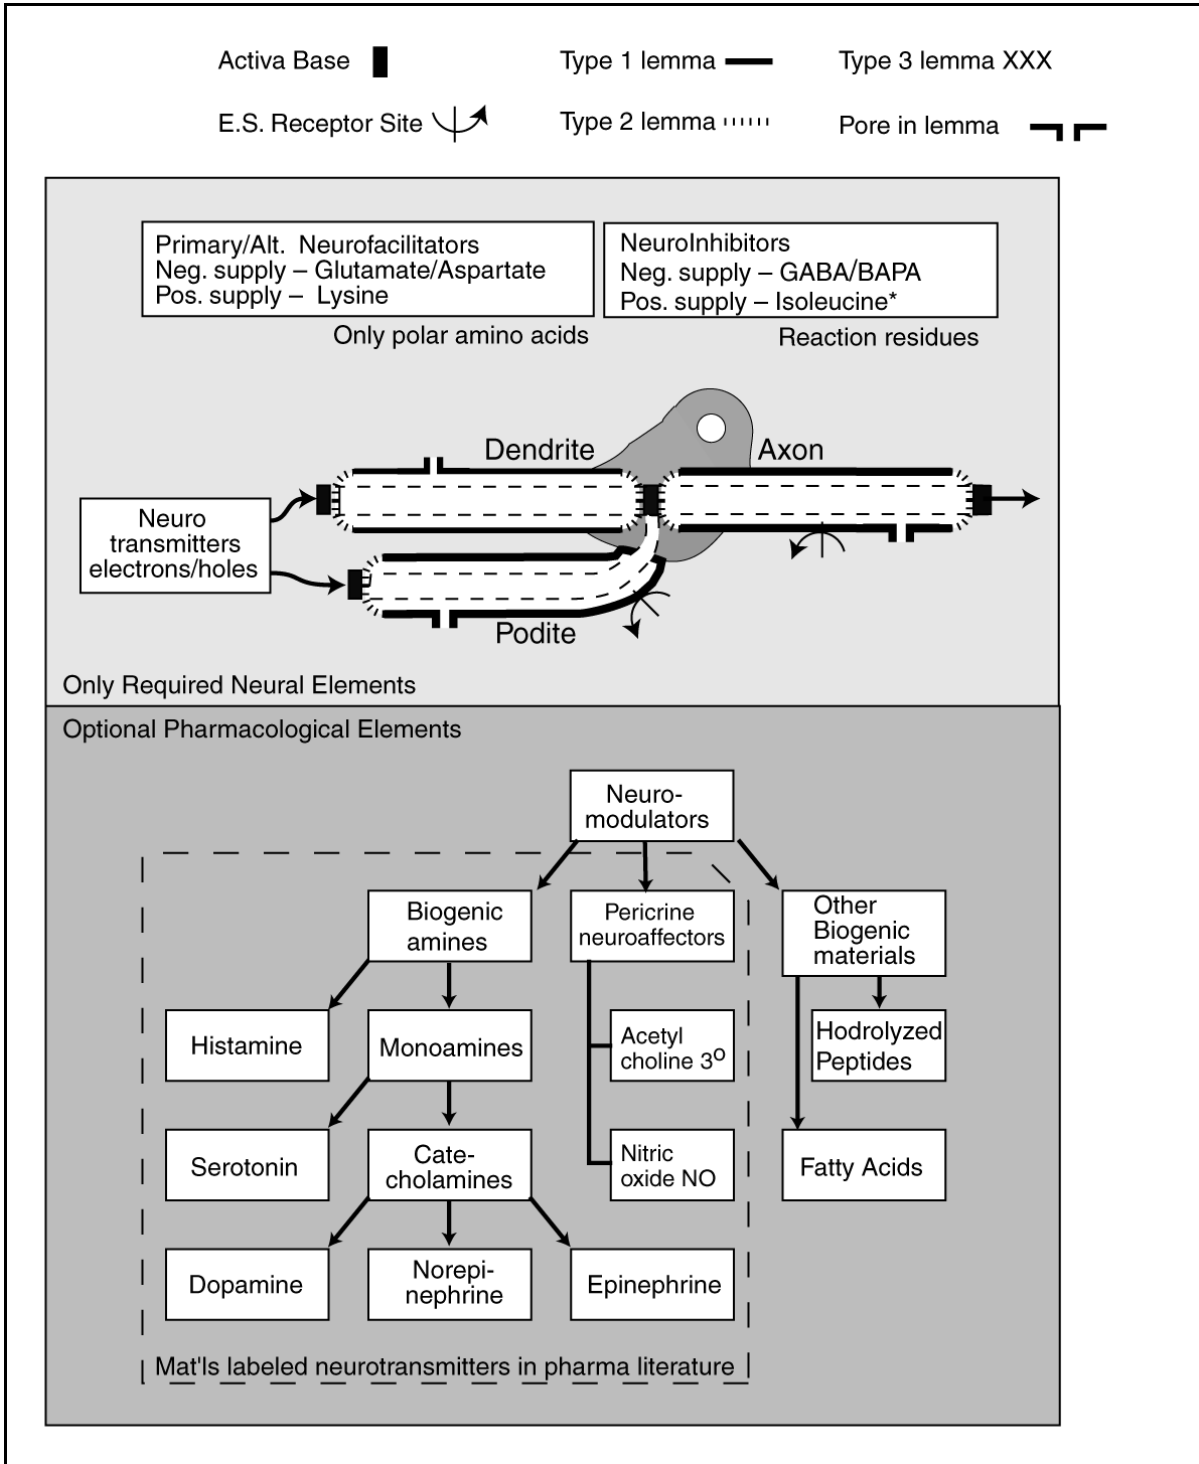 Activa Base
Type 1 lemma
Type 3 lemma XXX
E.S. Receptor Site
Type 2 lemma
Pore in lemma
Primary/Alt. Neurofacilitators
Neg. supply – Glutamate/Aspartate
Pos. supply – Lysine
NeuroInhibitors
Neg. supply – GABA/BAPA
Pos. supply – Isoleucine*
Only polar amino acids
Reaction residues
Dendrite
Axon
Neuro
transmitters
electrons/holes
Podite
Only Required Neural Elements
Optional Pharmacological Elements
Neuro-
modulators
Biogenic
amines
Pericrine
neuroaffectors
Other
Biogenic
materials
Histamine
Monoamines
Acetyl
choline 3º
Hodrolyzed
Peptides
Serotonin
Cate-
cholamines
Nitric
oxide NO
Fatty Acids
Dopamine
Norepi-
nephrine
Epinephrine
Mat'ls labeled neurotransmitters in pharma literature